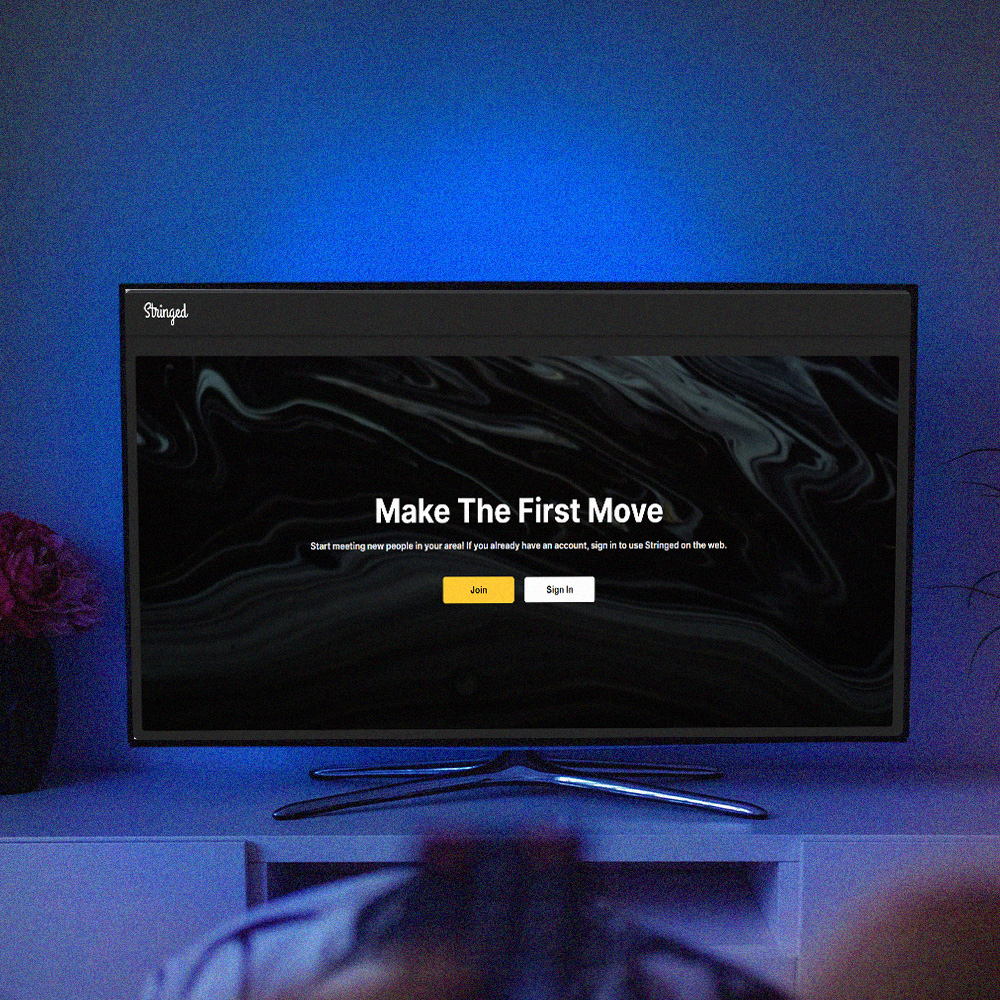 Stringed
Make The First Move
Start meeting new people in your area! If you already have an account, sign in to use Stringed on the web.
Join
Sign In